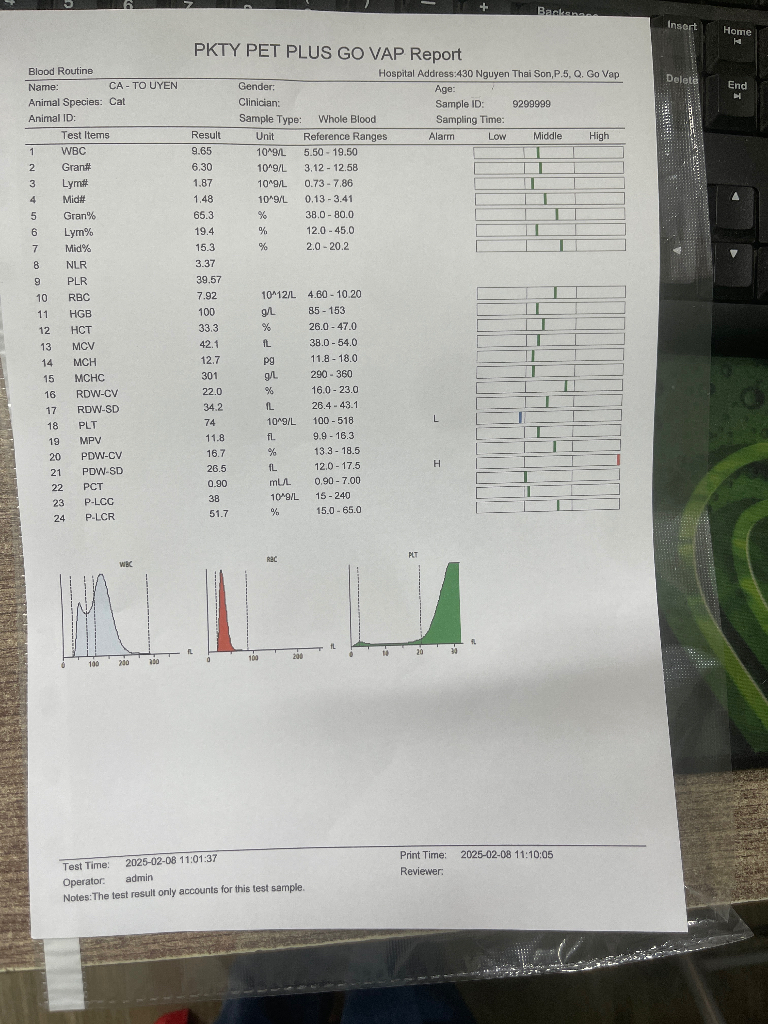 Backspace
Insert
Home
Delete
End
PKTY PET PLUS GO VAP Report
Blood Routine Hospital Address:430 Nguyen Thai Son,P.5, Q. Go Vap
Name: CA - TO UYEN Gender: Age:
Animal Species: Cat Clinician: Sample ID: 9299999
Animal ID: Sample Type: Whole Blood Sampling Time:
Test Items Result Unit Reference Ranges Alarm Low Middle High
1 WBC 9.65 10^9/L 5.50 - 19.50
2 Gran# 6.30 10^9/L 3.12 - 12.58
3 Lym# 1.87 10^9/L 0.73 - 7.86
4 Mid# 1.48 10^9/L 0.13 - 3.41
5 Gran% 65.3 % 38.0 - 80.0
6 Lym% 19.4 % 12.0 - 45.0
7 Mid% 15.3 % 2.0 - 20.2
8 NLR 3.37
9 PLR 39.57
10 RBC 7.92 10^12/L 4.60 - 10.20
11 HGB 100 g/L 85 - 153
12 HCT 33.3 % 26.0 - 47.0
13 MCV 42.1 fL 38.0 - 54.0
14 MCH 12.7 pg 11.8 - 18.0
15 MCHC 301 g/L 290 - 360
16 RDW-CV 22.0 % 16.0 - 23.0
17 RDW-SD 34.2 fL 26.4 - 43.1
18 PLT 74 10^9/L 100 - 518 L
19 MPV 11.8 fL 9.9 - 16.3
20 PDW-CV 16.7 % 13.3 - 18.5
21 PDW-SD 26.5 fL 12.0 - 17.5 H
22 PCT 0.90 mL/L 0.90 - 7.00
23 P-LCC 38 10^9/L 15 - 240
24 P-LCR 51.7 % 15.0 - 65.0
WBC RBC PLT
fL fL fL
0 100 200 300 0 100 200 0 10 20 30
Test Time: 2025-02-08 11:01:37 Print Time: 2025-02-08 11:10:05
Operator: admin Reviewer:
Notes:The test result only accounts for this test sample.